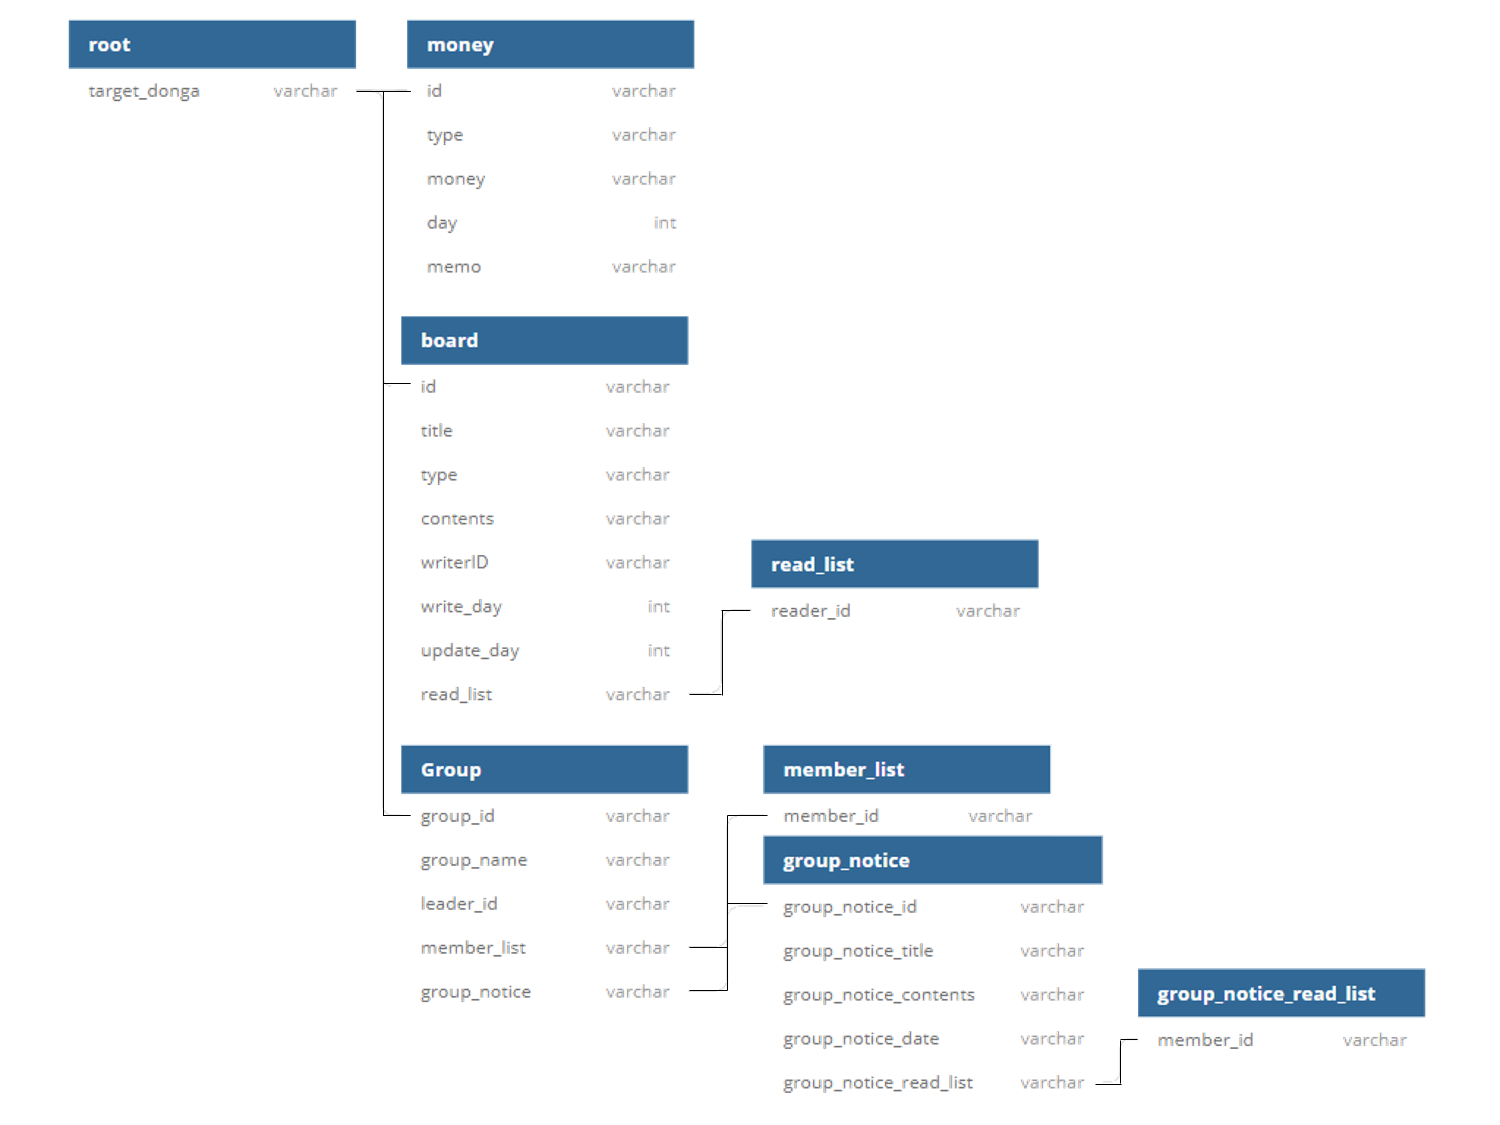 root
target_donga varchar
money
id varchar
type varchar
money varchar
day int
memo varchar
board
id varchar
title varchar
type varchar
contents varchar
writerID varchar
write_day int
update_day int
read_list varchar
read_list
reader_id varchar
Group
group_id varchar
group_name varchar
leader_id varchar
member_list varchar
group_notice varchar
member_list
member_id varchar
group_notice
group_notice_id varchar
group_notice_title varchar
group_notice_contents varchar
group_notice_date varchar
group_notice_read_list varchar
group_notice_read_list
member_id varchar